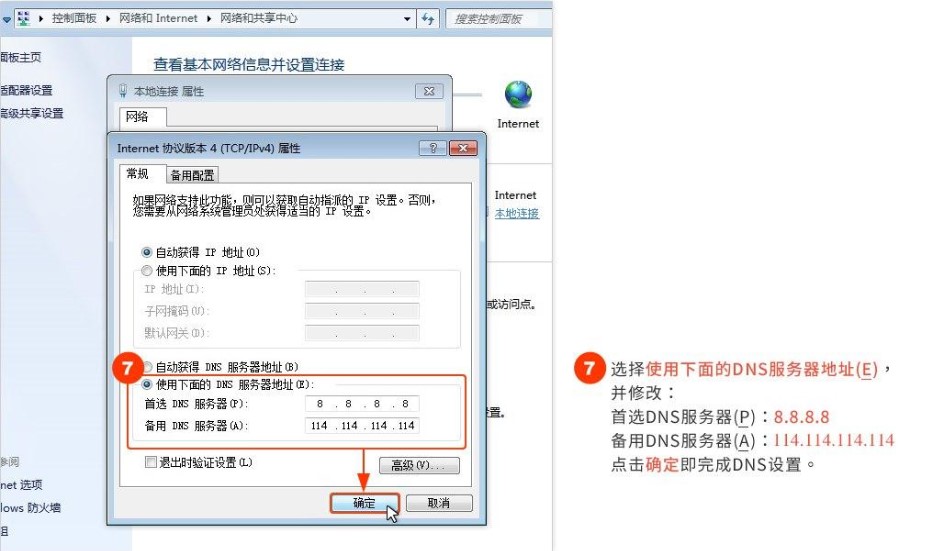 控制面板 ▸ 网络和 Internet ▸ 网络和共享中心
搜索控制面板
面板主页
适配器设置
高级共享设置
查看基本网络信息并设置连接
本地连接 属性
网络
Internet
Internet
本地连接
或访问点。
置。
Internet 协议版本 4 (TCP/IPv4) 属性
常规
备用配置
如果网络支持此功能，则可以获取自动指派的 IP 设置。否则，
您需要从网络系统管理员处获得适当的 IP 设置。
自动获得 IP 地址(O)
使用下面的 IP 地址(S):
IP 地址(I):
子网掩码(U):
默认网关(D):
7
自动获得 DNS 服务器地址(B)
使用下面的 DNS 服务器地址(E):
首选 DNS 服务器(P):
8 . 8 . 8 . 8
备用 DNS 服务器(A):
114 . 114 . 114 . 114
退出时验证设置(L)
高级(V)...
确定
取消
参阅
net 选项
lows 防火墙
组
7 选择使用下面的DNS服务器地址(E)，
并修改：
首选DNS服务器(P)：8.8.8.8
备用DNS服务器(A)：114.114.114.114
点击确定即完成DNS设置。